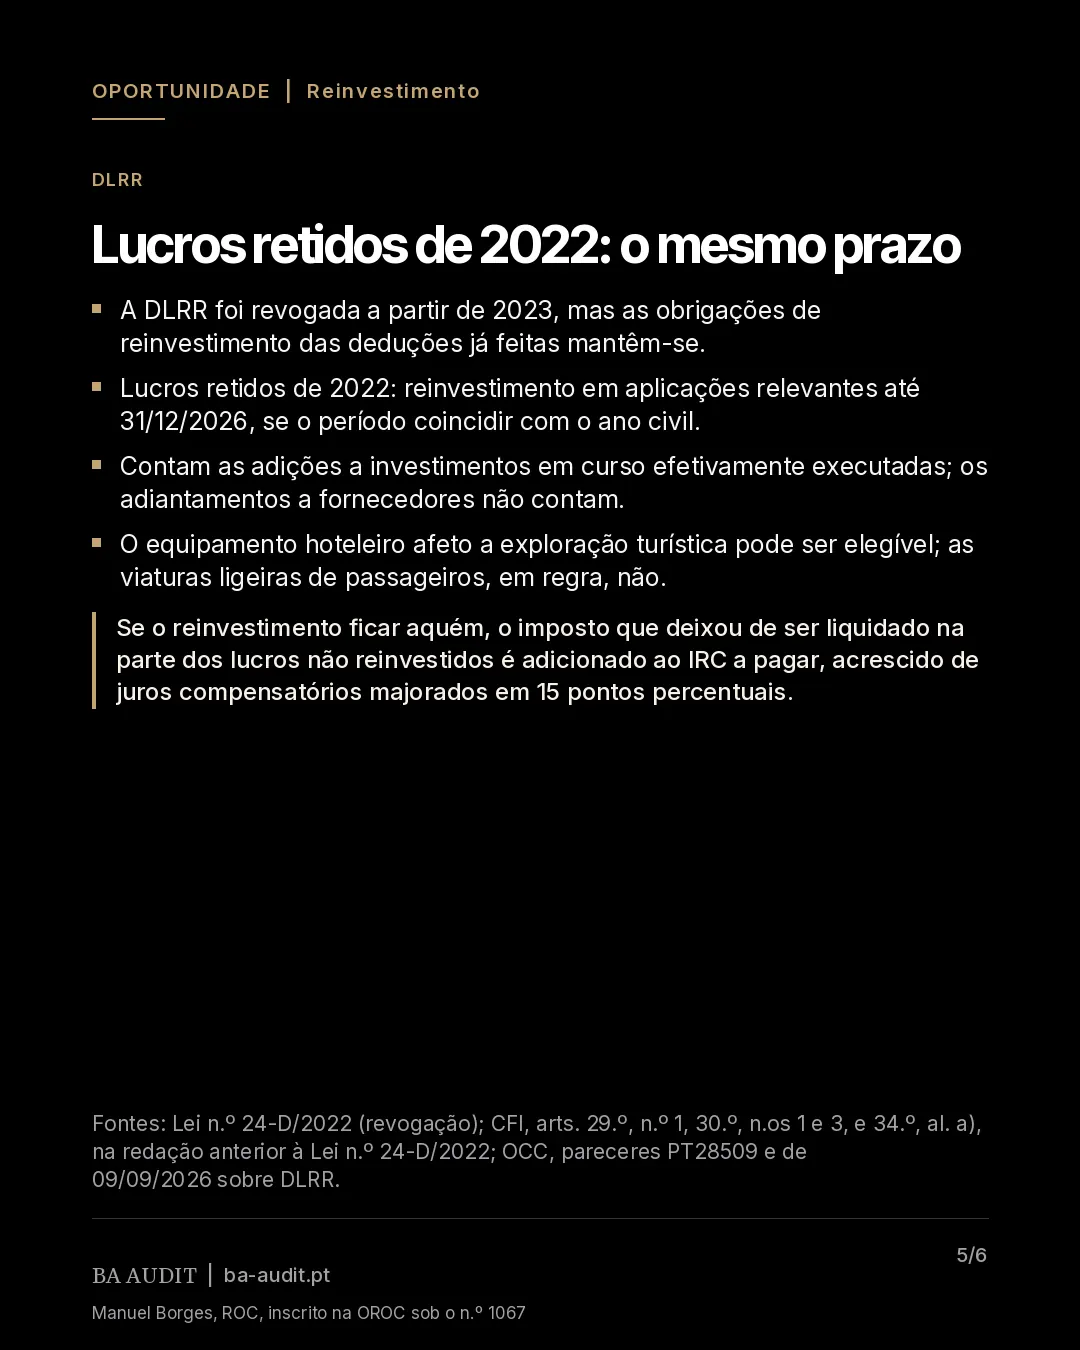 OPORTUNIDADE | Reinvestimento
DLRR
Lucros retidos de 2022: o mesmo prazo
A DLRR foi revogada a partir de 2023, mas as obrigações de
reinvestimento das deduções já feitas mantêm-se.
Lucros retidos de 2022: reinvestimento em aplicações relevantes até
31/12/2026, se o período coincidir com o ano civil.
Contam as adições a investimentos em curso efetivamente executadas; os
adiantamentos a fornecedores não contam.
O equipamento hoteleiro afeto a exploração turística pode ser elegível; as
viaturas ligeiras de passageiros, em regra, não.
Se o reinvestimento ficar aquém, o imposto que deixou de ser liquidado na
parte dos lucros não reinvestidos é adicionado ao IRC a pagar, acrescido de
juros compensatórios majorados em 15 pontos percentuais.
Fontes: Lei n.º 24-D/2022 (revogação); CFI, arts. 29.º, n.º 1, 30.º, n.os 1 e 3, e 34.º, al. a),
na redação anterior à Lei n.º 24-D/2022; OCC, pareceres PT28509 e de
09/09/2026 sobre DLRR.
5/6
BA AUDIT | ba-audit.pt
Manuel Borges, ROC, inscrito na OROC sob o n.º 1067